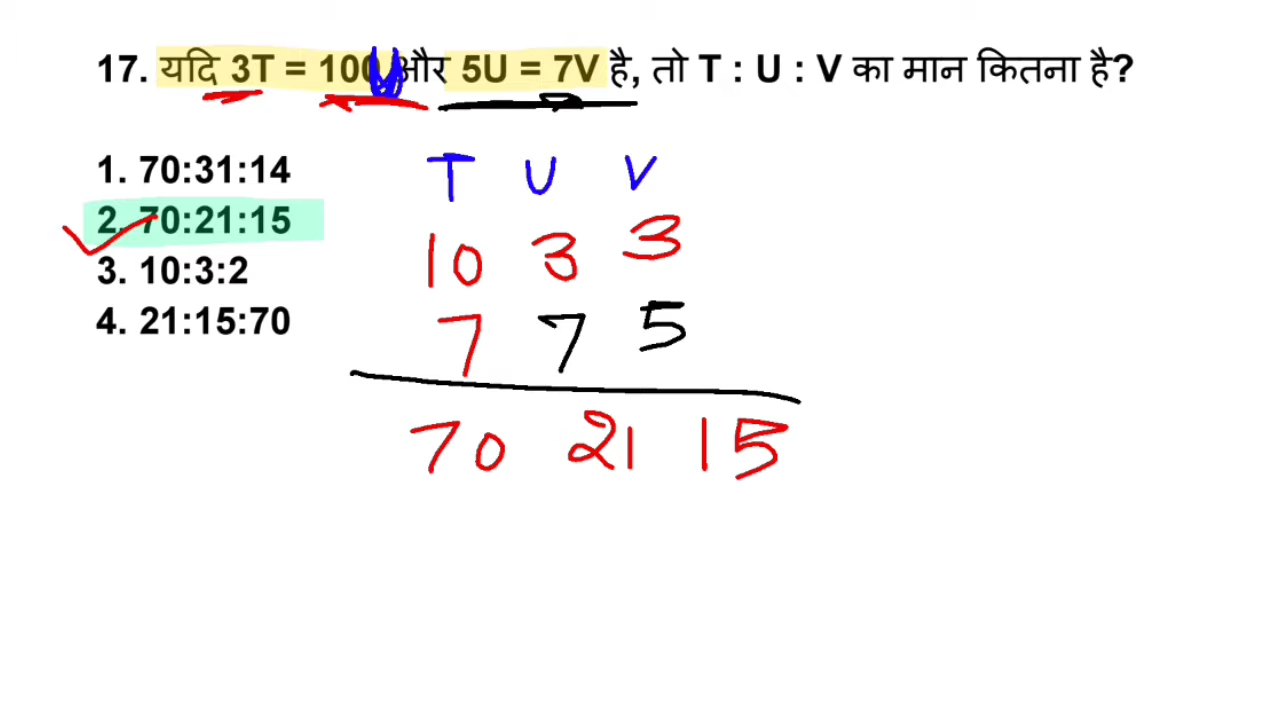 17. यदि 3T = 100U और 5U = 7V है, तो T : U : V का मान कितना है?
1. 70:31:14
2. 70:21:15
3. 10:3:2
4. 21:15:70
T U V
10 3 3
7 7 5
70 21 15